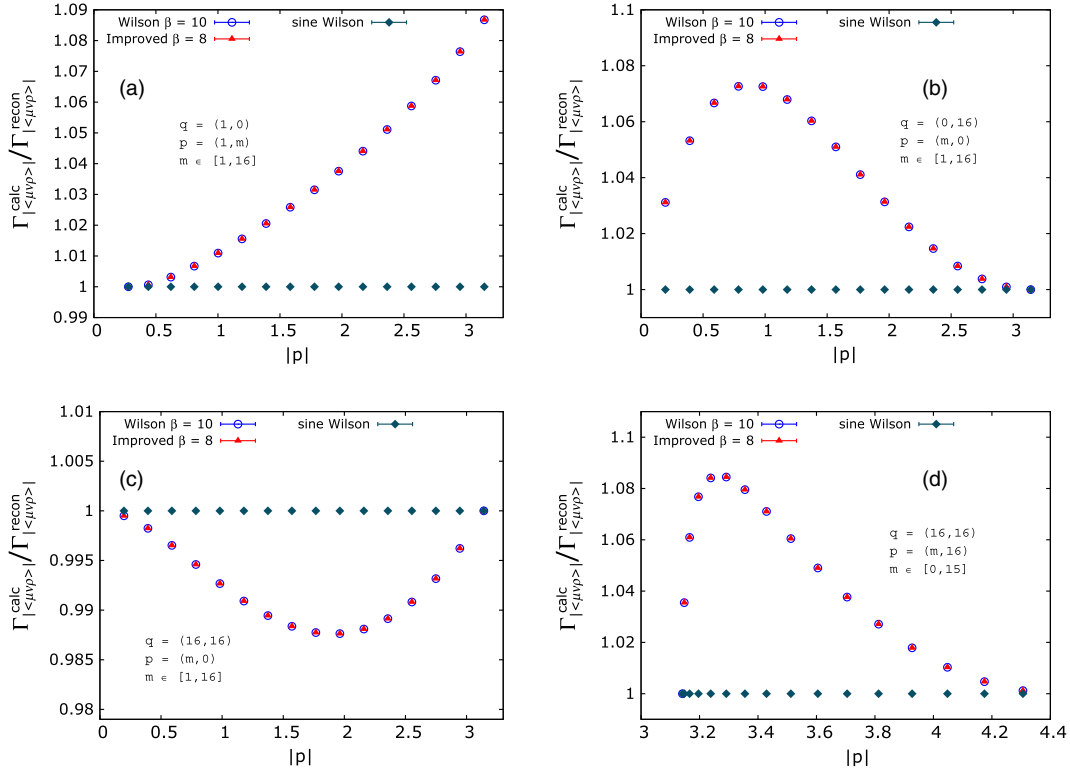 Wilson β = 10
Improved β = 8
sine Wilson
(a)
q = (1,0)
p = (1,m)
m ∈ [1,16]
Γ|<μνρ>|^calc / Γ|<μνρ>|^recon
1.09
1.08
1.07
1.06
1.05
1.04
1.03
1.02
1.01
1
0.99
0 0.5 1 1.5 2 2.5 3
|p|
Wilson β = 10
Improved β = 8
sine Wilson
(b)
q = (0,16)
p = (m,0)
m ∈ [1,16]
Γ|<μνρ>|^calc / Γ|<μνρ>|^recon
1.1
1.08
1.06
1.04
1.02
1
0 0.5 1 1.5 2 2.5 3
|p|
Wilson β = 10
Improved β = 8
sine Wilson
(c)
q = (16,16)
p = (m,0)
m ∈ [1,16]
Γ|<μνρ>|^calc / Γ|<μνρ>|^recon
1.01
1.005
1
0.995
0.99
0.985
0.98
0 0.5 1 1.5 2 2.5 3
|p|
Wilson β = 10
Improved β = 8
sine Wilson
(d)
q = (16,16)
p = (m,16)
m ∈ [0,15]
Γ|<μνρ>|^calc / Γ|<μνρ>|^recon
1.1
1.08
1.06
1.04
1.02
1
3 3.2 3.4 3.6 3.8 4 4.2 4.4
|p|